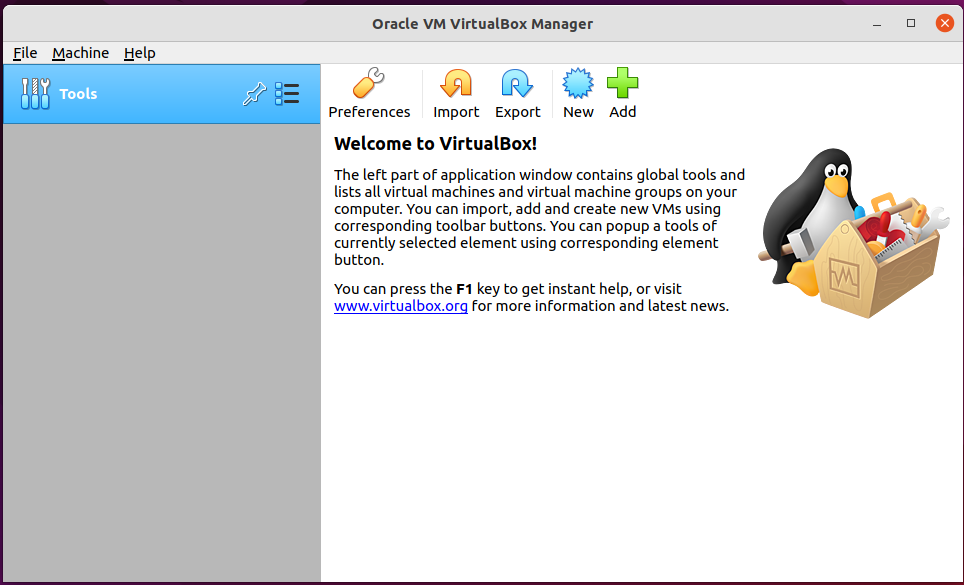 Oracle VM VirtualBox Manager
File Machine Help
Tools
Preferences Import Export New Add
Welcome to VirtualBox!
The left part of application window contains global tools and
lists all virtual machines and virtual machine groups on your
computer. You can import, add and create new VMs using
corresponding toolbar buttons. You can popup a tools of
currently selected element using corresponding element
button.
You can press the F1 key to get instant help, or visit
www.virtualbox.org for more information and latest news.